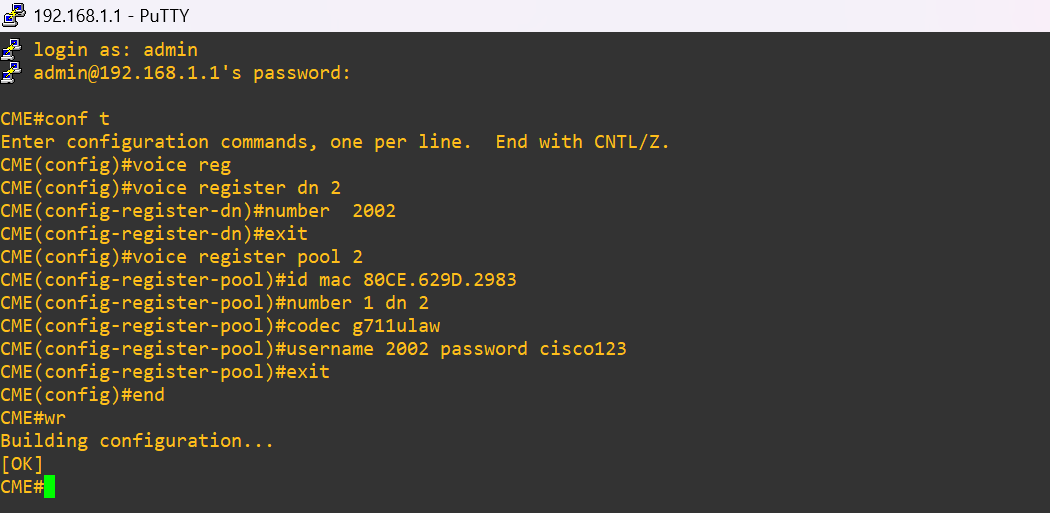 192.168.1.1 - PuTTY
login as: admin
admin@192.168.1.1's password:
CME#conf t
Enter configuration commands, one per line.  End with CNTL/Z.
CME(config)#voice reg
CME(config)#voice register dn 2
CME(config-register-dn)#number  2002
CME(config-register-dn)#exit
CME(config)#voice register pool 2
CME(config-register-pool)#id mac 80CE.629D.2983
CME(config-register-pool)#number 1 dn 2
CME(config-register-pool)#codec g711ulaw
CME(config-register-pool)#username 2002 password cisco123
CME(config-register-pool)#exit
CME(config)#end
CME#wr
Building configuration...
[OK]
CME#